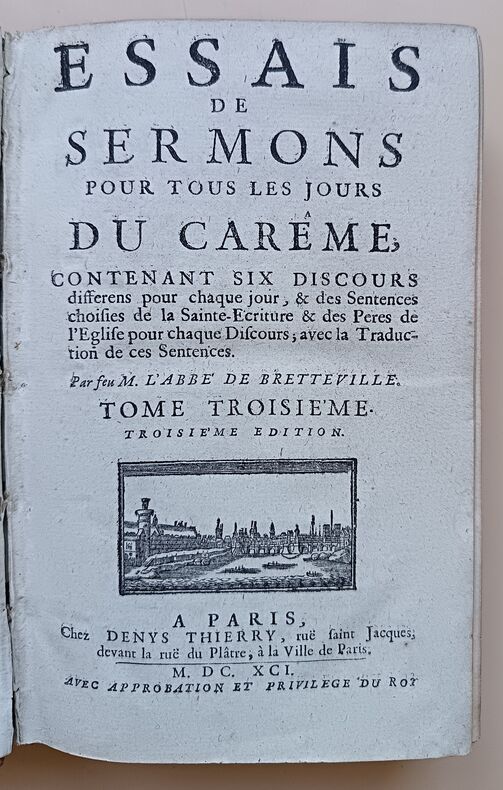 ESSAIS
DE
SERMONS
POUR TOUS LES JOURS
DU CARÊME,
CONTENANT SIX DISCOURS
differens pour chaque jour, & des Sentences
choisies de la Sainte-Ecriture & des Peres de
l'Eglise pour chaque Discours; avec la Traduc-
tion de ces Sentences.
Par feu M. L'ABBE' DE BRETTEVILLE.
TOME TROISIE'ME.
TROISIE'ME EDITION.
A PARIS,
Chez DENYS THIERRY, ruë saint Jacques,
devant la ruë du Plâtre, à la Ville de Paris.
M. DC. XCI.
AVEC APPROBATION ET PRIVILEGE DU ROY